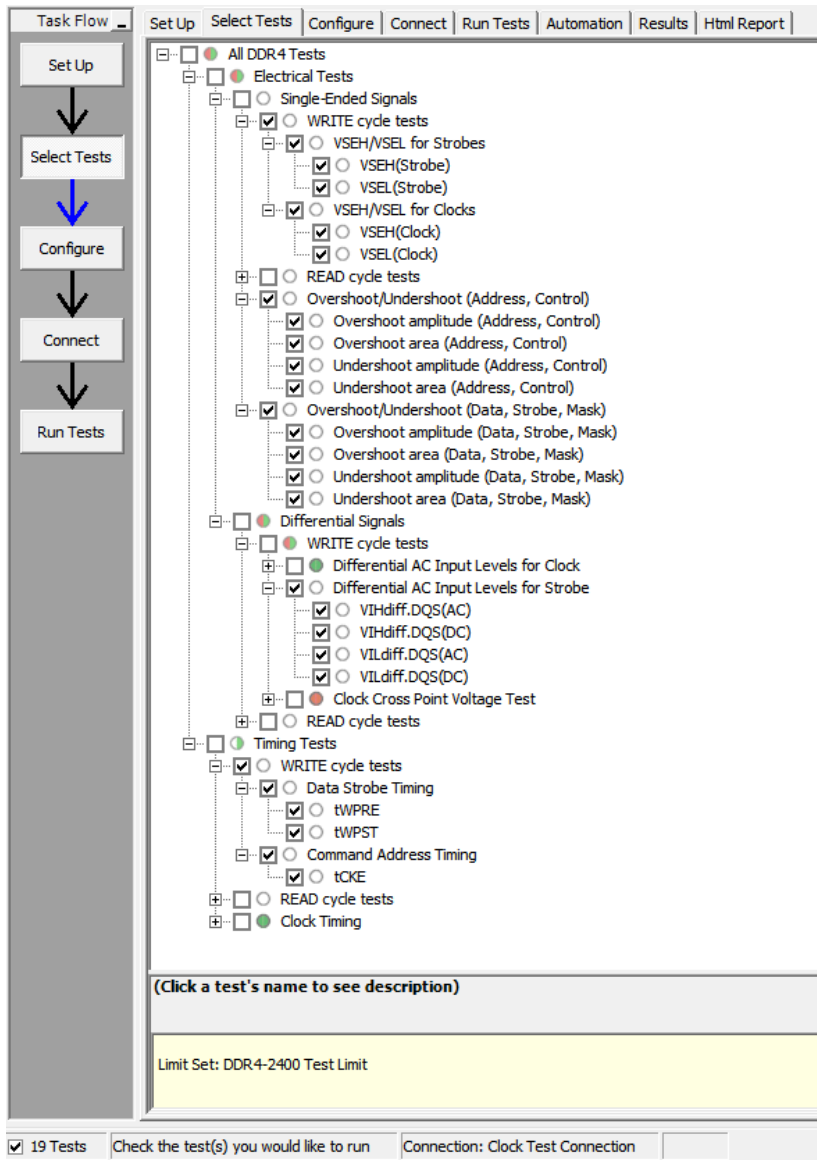 Task Flow
Set Up
Select Tests
Configure
Connect
Run Tests
Set Up Select Tests Configure Connect Run Tests Automation Results Html Report
All DDR4 Tests
Electrical Tests
Single-Ended Signals
WRITE cycle tests
VSEH/VSEL for Strobes
VSEH(Strobe)
VSEL(Strobe)
VSEH/VSEL for Clocks
VSEH(Clock)
VSEL(Clock)
READ cycle tests
Overshoot/Undershoot (Address, Control)
Overshoot amplitude (Address, Control)
Overshoot area (Address, Control)
Undershoot amplitude (Address, Control)
Undershoot area (Address, Control)
Overshoot/Undershoot (Data, Strobe, Mask)
Overshoot amplitude (Data, Strobe, Mask)
Overshoot area (Data, Strobe, Mask)
Undershoot amplitude (Data, Strobe, Mask)
Undershoot area (Data, Strobe, Mask)
Differential Signals
WRITE cycle tests
Differential AC Input Levels for Clock
Differential AC Input Levels for Strobe
VIHdiff.DQS(AC)
VIHdiff.DQS(DC)
VILdiff.DQS(AC)
VILdiff.DQS(DC)
Clock Cross Point Voltage Test
READ cycle tests
Timing Tests
WRITE cycle tests
Data Strobe Timing
tWPRE
tWPST
Command Address Timing
tCKE
READ cycle tests
Clock Timing
(Click a test's name to see description)
Limit Set: DDR4-2400 Test Limit
19 Tests Check the test(s) you would like to run Connection: Clock Test Connection